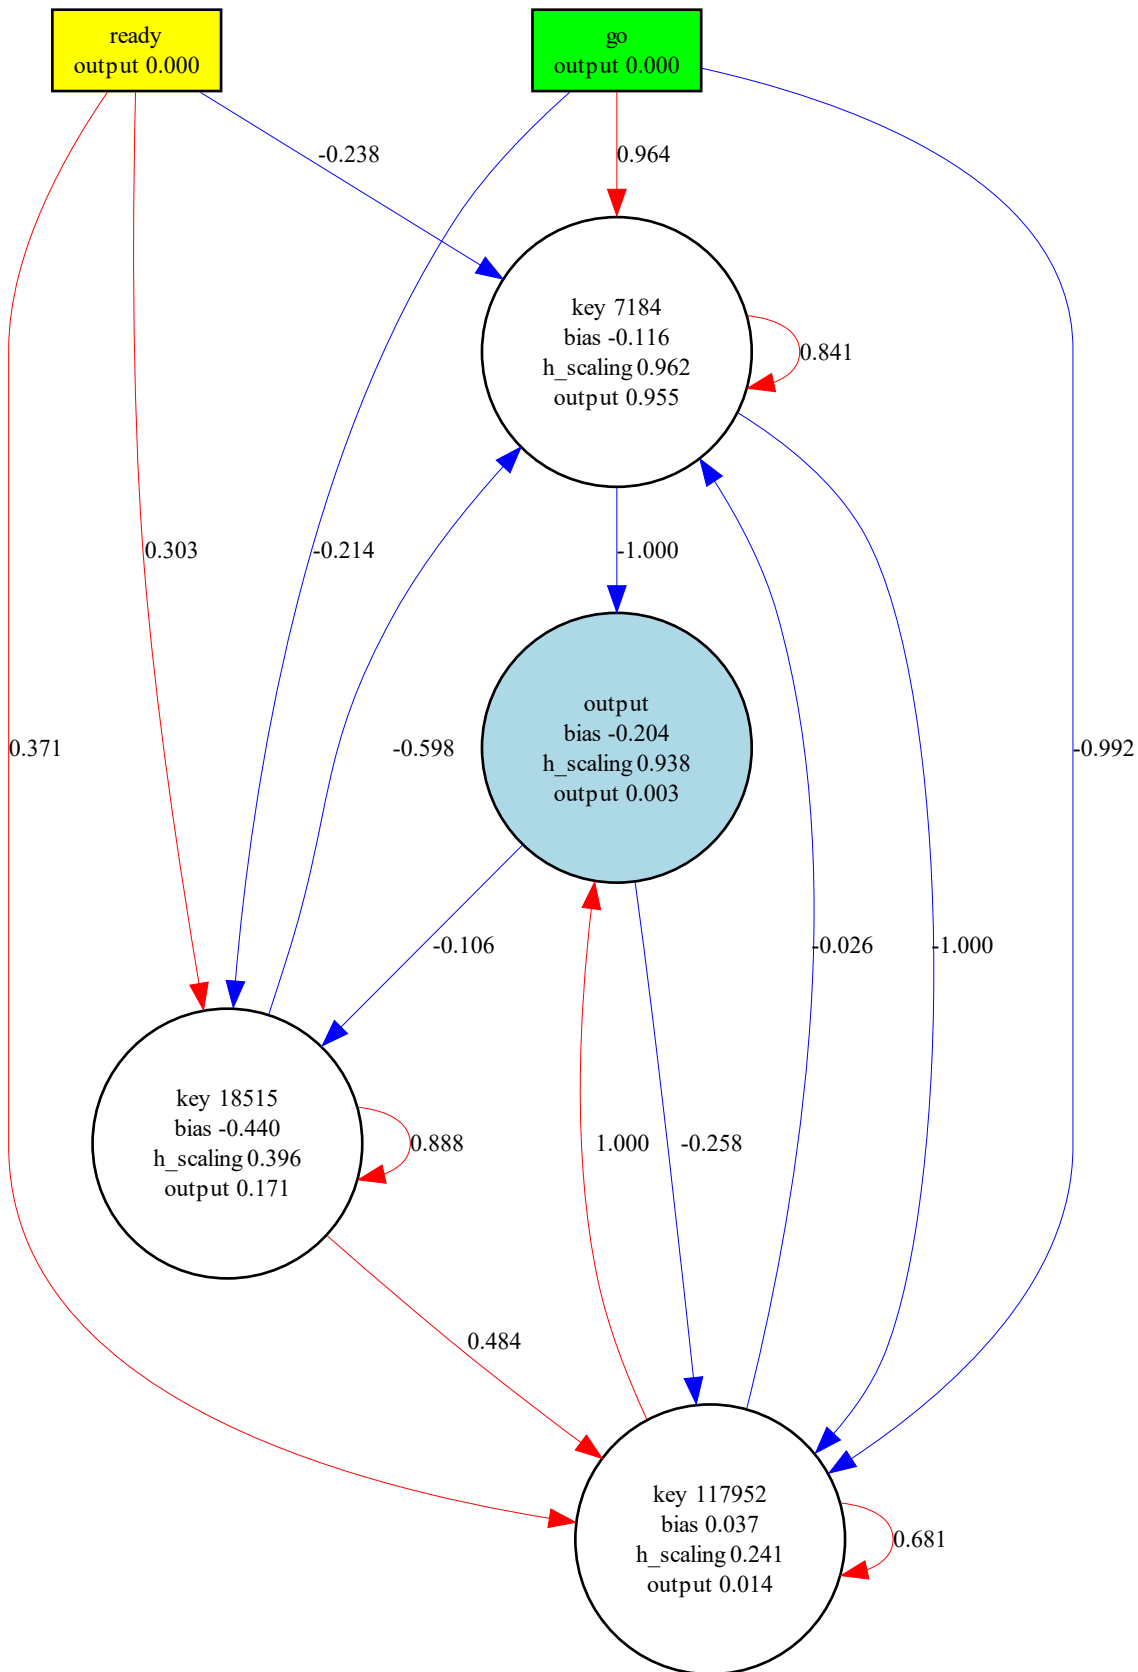 ready
output 0.000
go
output 0.000
-0.238
0.964
key 7184
bias -0.116
h_scaling 0.962
output 0.955
0.841
0.303
-0.214
-1.000
output
bias -0.204
h_scaling 0.938
output 0.003
0.371
-0.598
-0.992
-0.106
-0.026
-1.000
key 18515
bias -0.440
h_scaling 0.396
output 0.171
0.888
1.000
-0.258
0.484
key 117952
bias 0.037
h_scaling 0.241
output 0.014
0.681